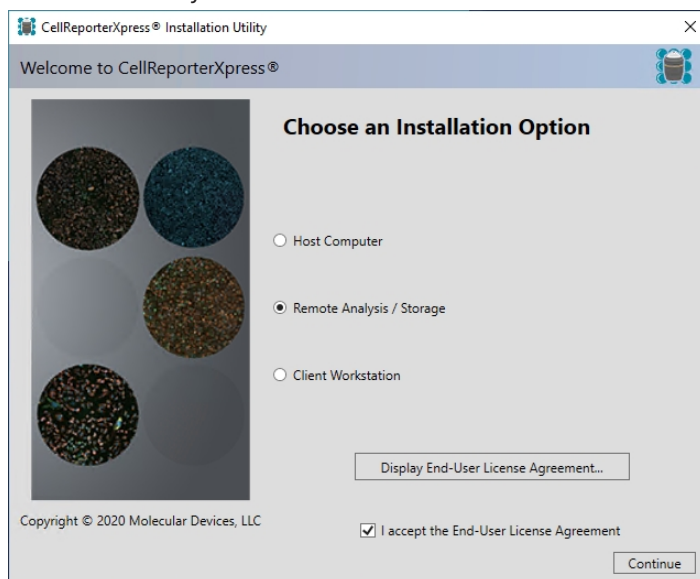 CellReporterXpress® Installation Utility
Welcome to CellReporterXpress®
Choose an Installation Option
Host Computer
Remote Analysis / Storage
Client Workstation
Display End-User License Agreement...
Copyright © 2020 Molecular Devices, LLC
I accept the End-User License Agreement
Continue